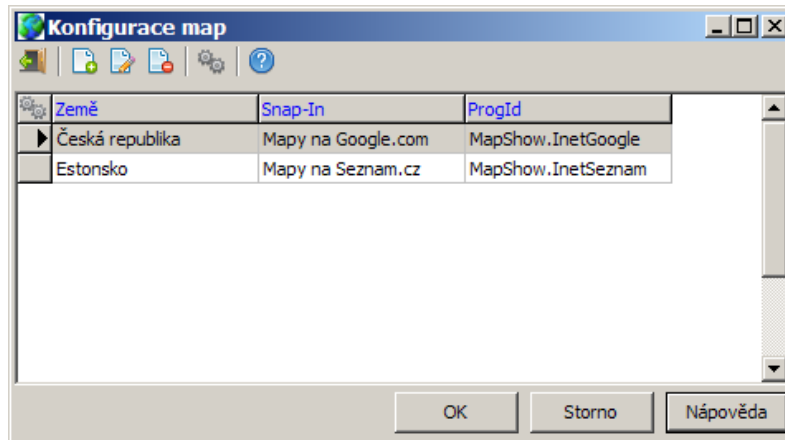 Konfigurace map
Země Snap-In ProgId
Česká republika Mapy na Google.com MapShow.InetGoogle
Estonsko Mapy na Seznam.cz MapShow.InetSeznam
OK Storno Nápověda